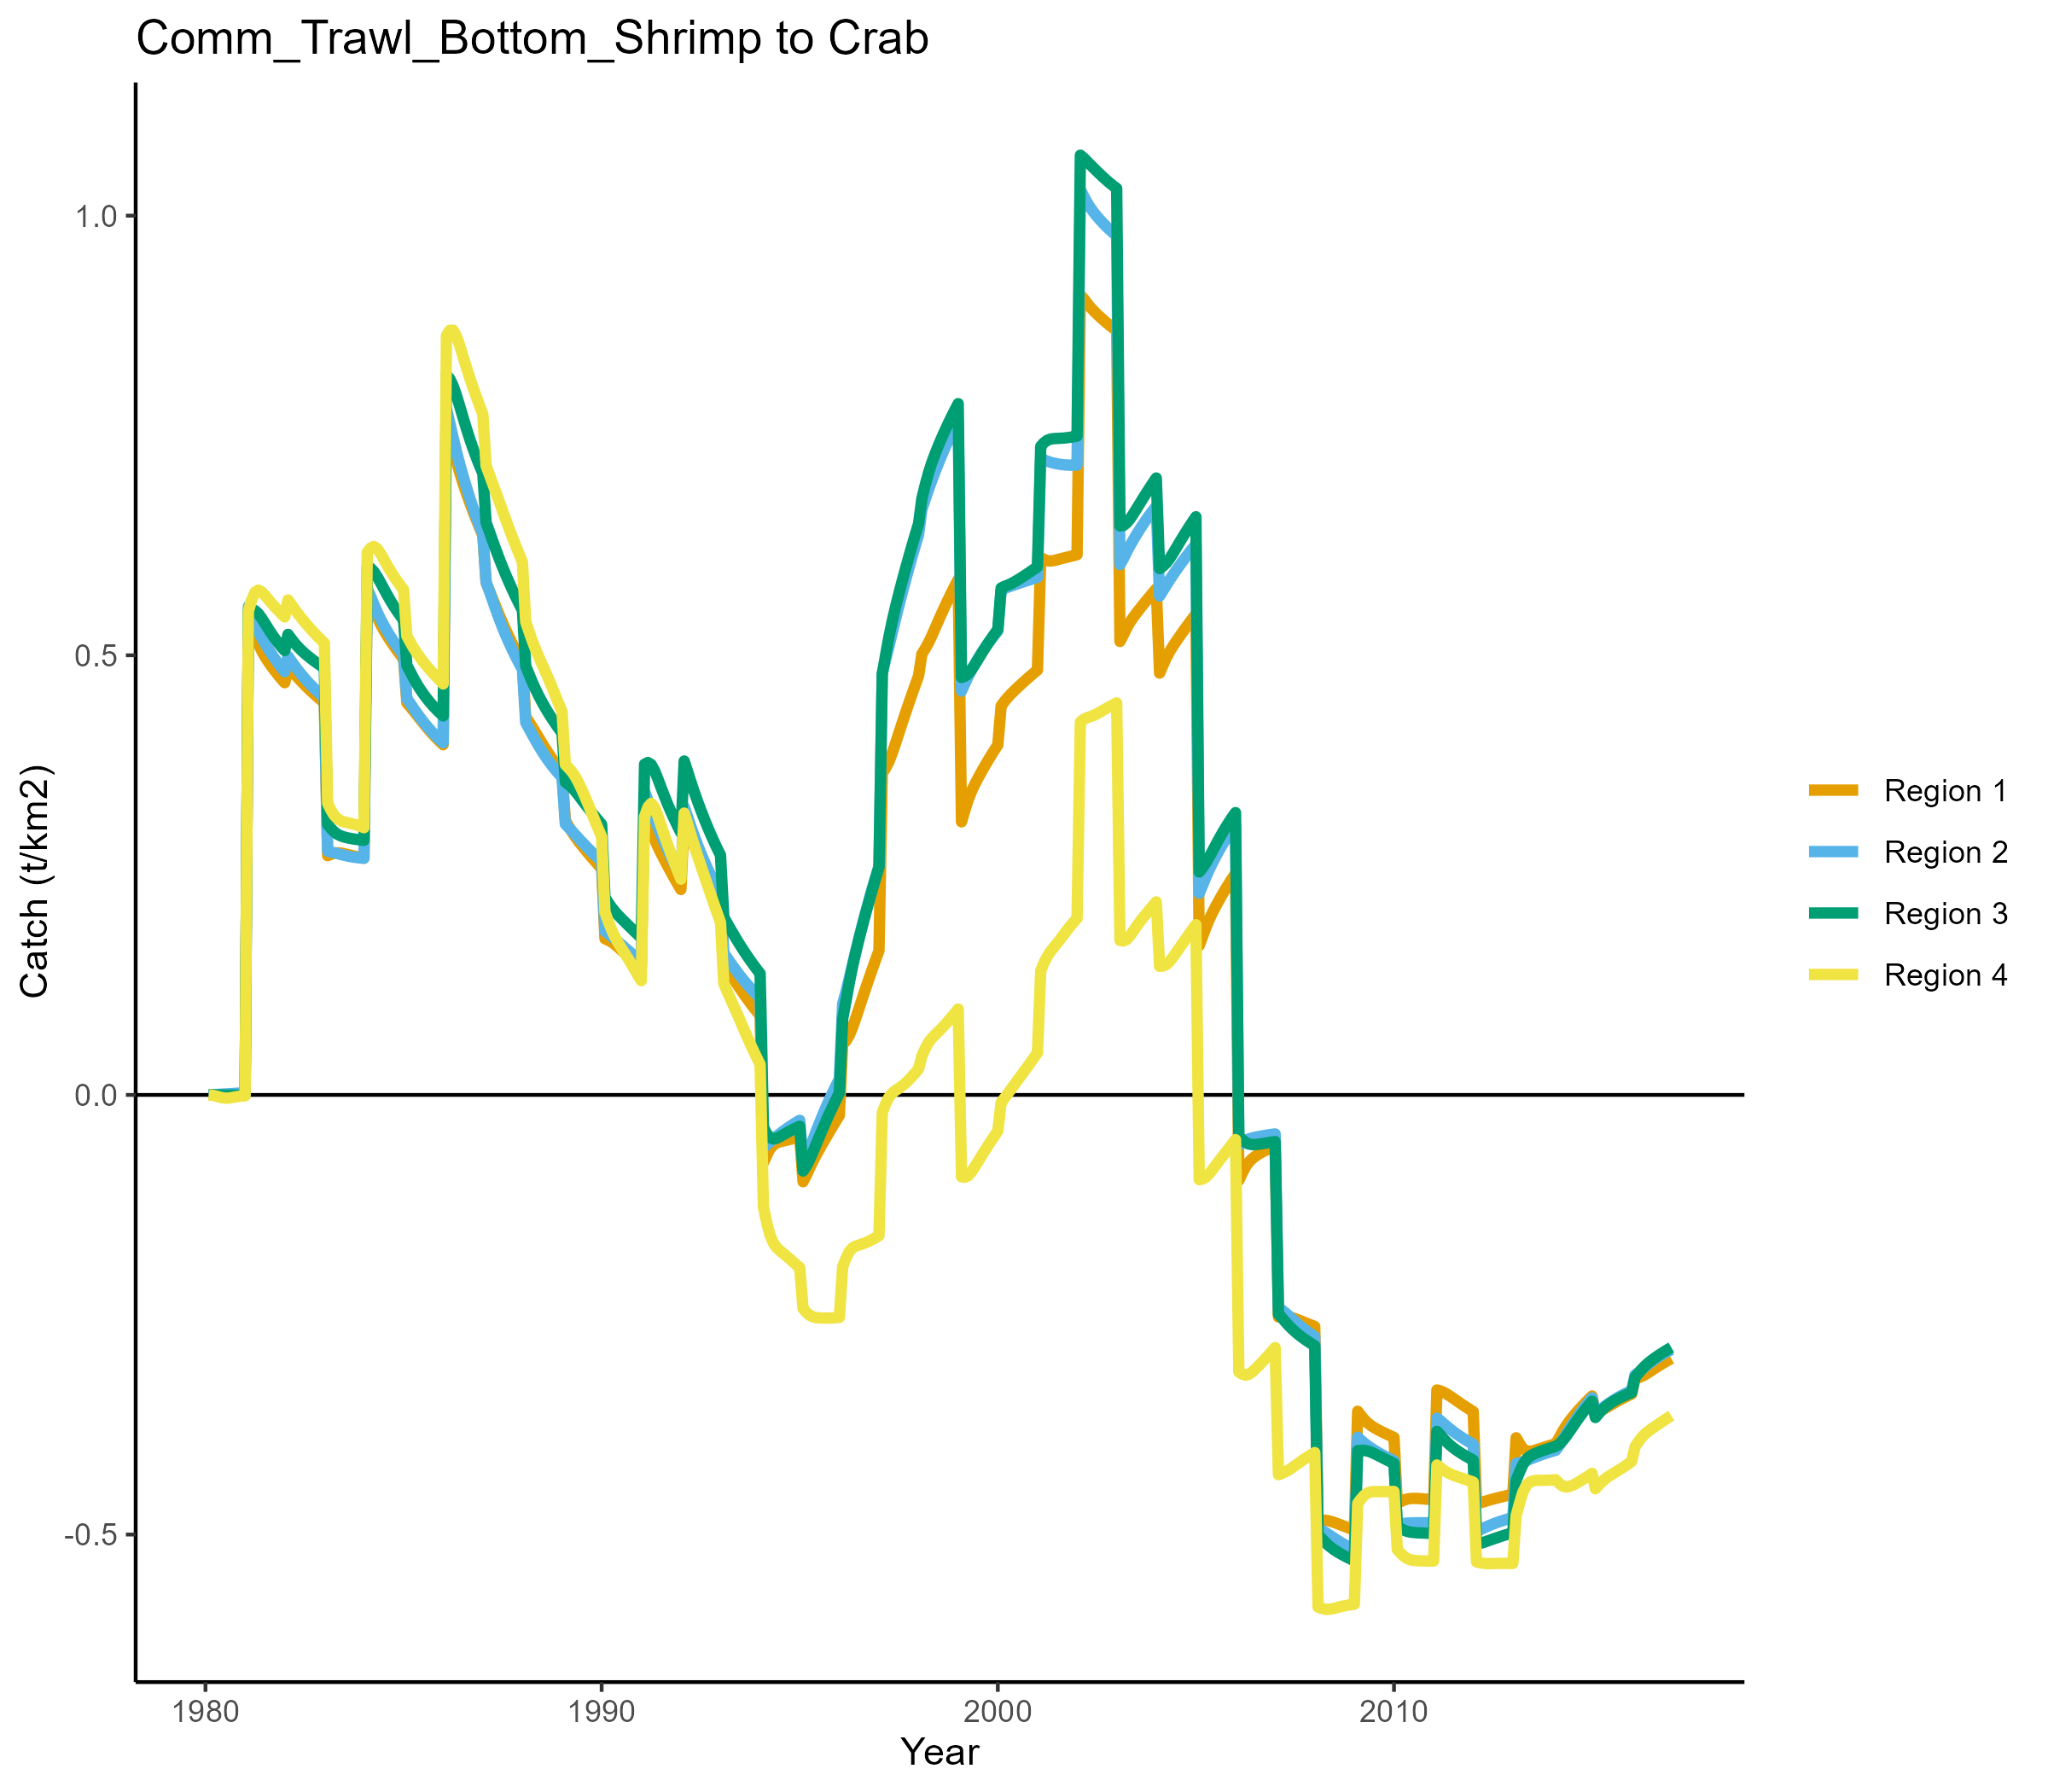 Comm_Trawl_Bottom_Shrimp to Crab
Catch (t/km2)
1.0
0.5
0.0
-0.5
1980
1990
2000
2010
Year
Region 1
Region 2
Region 3
Region 4